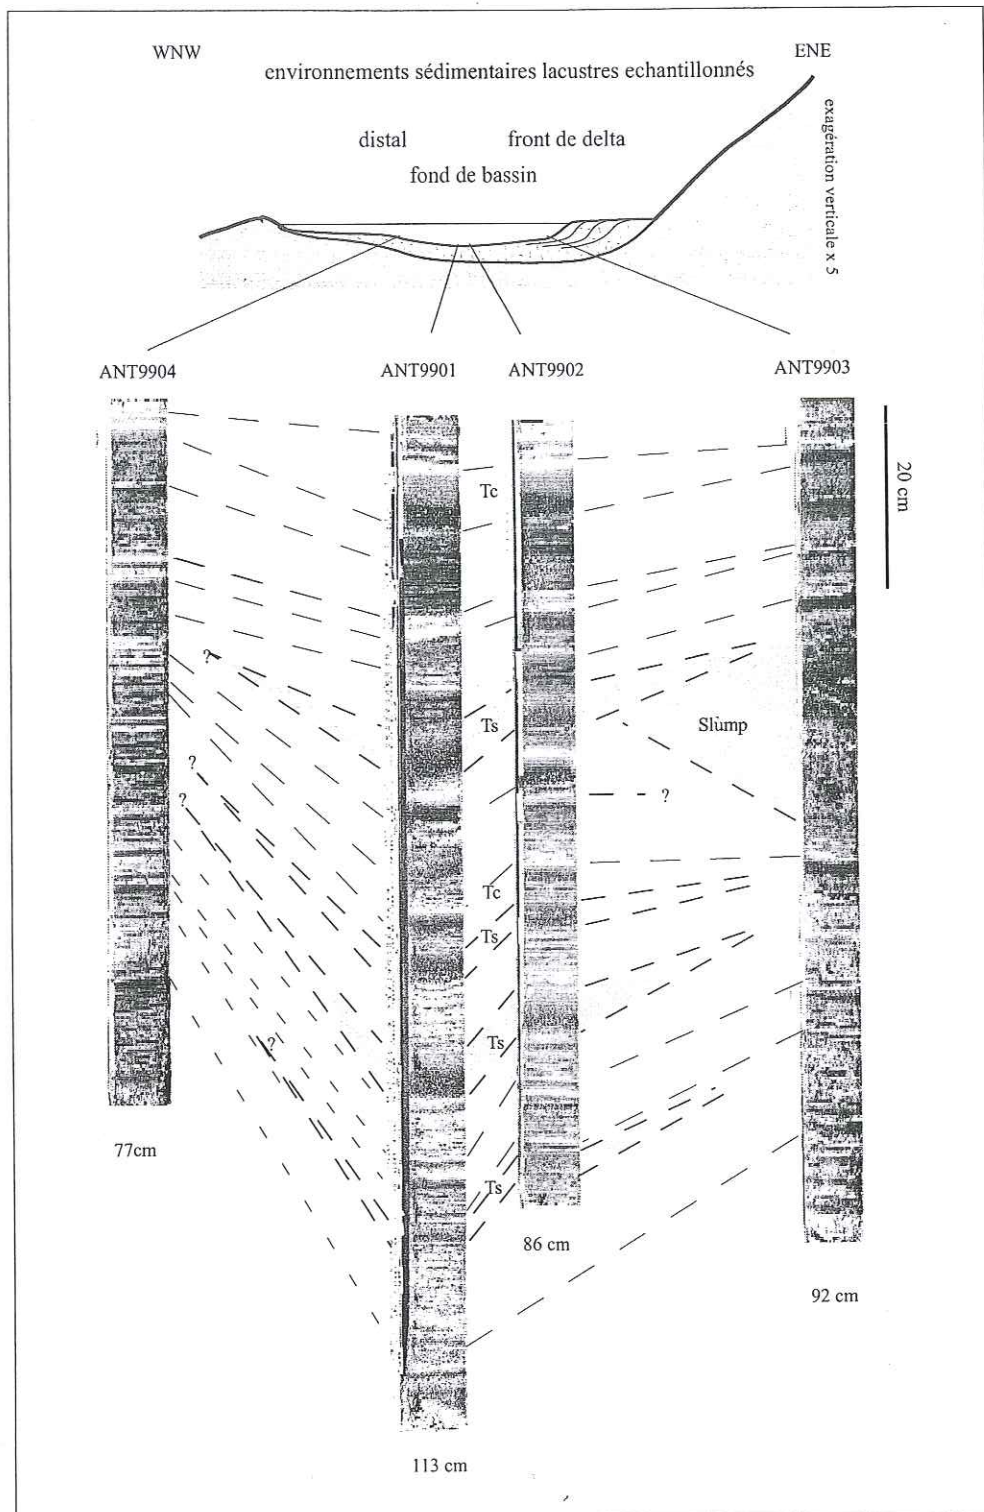 WNW
ENE
environnements sédimentaires lacustres echantillonnés
exagération verticale x 5
distal
front de delta
fond de bassin
ANT9904
ANT9901
ANT9902
ANT9903
20 cm
Tc
?
Ts
Slùmp
?
?
?
Tc
Ts
?
Ts
77cm
Ts
86 cm
92 cm
113 cm